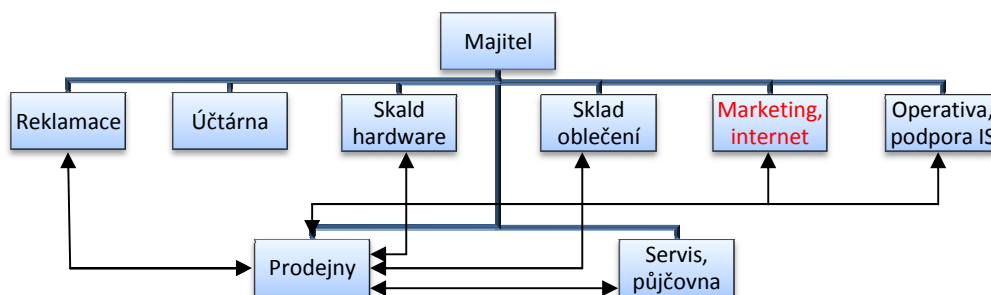 Majitel
Reklamace
Účtárna
Skald
hardware
Sklad
oblečení
Marketing,
internet
Operativa,
podpora IS
Prodejny
Servis,
půjčovna